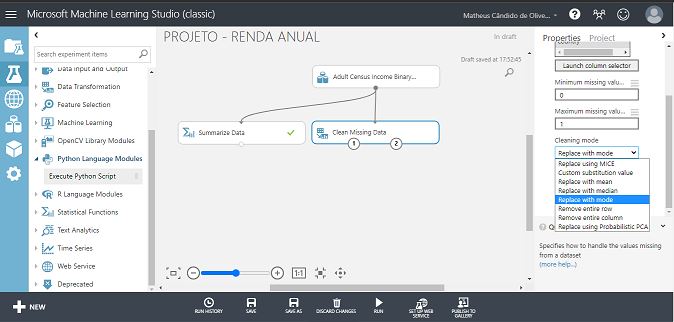 Microsoft Machine Learning Studio (classic)
Matheus Cândido de Olive...
Search experiment items
Data Input and Output
Data Transformation
Feature Selection
Machine Learning
OpenCV Library Modules
Python Language Modules
Execute Python Script
R Language Modules
Statistical Functions
Text Analytics
Time Series
Web Service
Deprecated
PROJETO - RENDA ANUAL
In draft
Draft saved at 17:52:45
Adult Census Income Binary...
Summarize Data
Clean Missing Data
1
2
1:1
Properties
Project
country
Launch column selector
Minimum missing valu...
0
Maximum missing valu...
1
Cleaning mode
Replace with mode
Replace using MICE
Custom substitution value
Replace with mean
Replace with median
Replace with mode
Remove entire row
Remove entire column
Replace using Probabilistic PCA
Specifies how to handle the values missing
from a dataset
(more help...)
NEW
RUN HISTORY
SAVE
SAVE AS
DISCARD CHANGES
RUN
SET UP WEB
SERVICE
PUBLISH TO
GALLERY